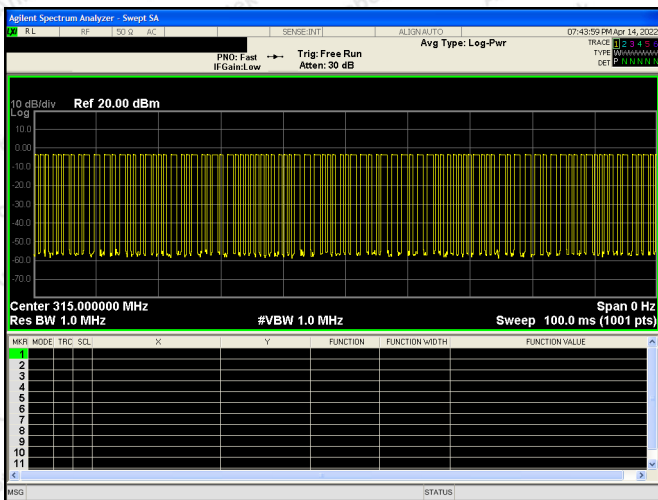 Agilent Spectrum Analyzer - Swept SA
RL RF 50 Ω AC SENSE:INT ALIGNAUTO 07:43:59 PM Apr 14, 2022
Avg Type: Log-Pwr TRACE 1 2 3 4 5 6
PNO: Fast Trig: Free Run TYPE
IFGain:Low Atten: 30 dB DET P N N N N N
10 dB/div Ref 20.00 dBm
Log
10.0
0.00
-10.0
-20.0
-30.0
-40.0
-50.0
-60.0
-70.0
Center 315.000000 MHz Span 0 Hz
Res BW 1.0 MHz #VBW 1.0 MHz Sweep 100.0 ms (1001 pts)
MKR MODE TRC SCL X Y FUNCTION FUNCTION WIDTH FUNCTION VALUE
1
2
3
4
5
6
7
8
9
10
11
MSG STATUS